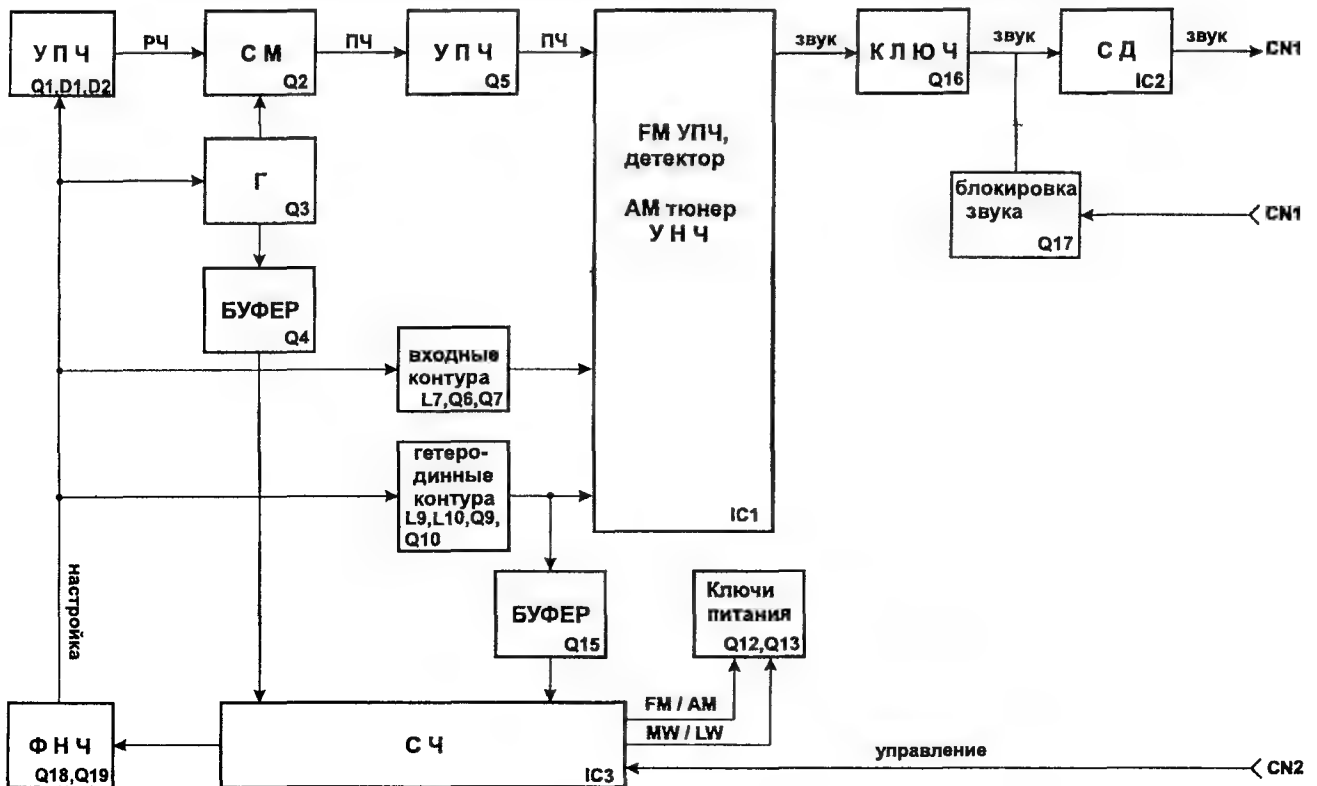 У П Ч
Q1,D1,D2
РЧ
С М
Q2
ПЧ
У П Ч
Q5
ПЧ
FM УПЧ,
детектор
АМ тюнер
У Н Ч
IC1
звук
К Л Ю Ч
Q16
звук
С Д
IC2
звук
CN1
Г
Q3
блокировка
звука
Q17
CN1
БУФЕР
Q4
входные
контура
L7,Q6,Q7
гетеро-
динные
контура
L9,L10,Q9,
Q10
настройка
БУФЕР
Q15
Ключи
питания
Q12,Q13
FM / AM
MW / LW
Ф Н Ч
Q18,Q19
С Ч
IC3
управление
CN2